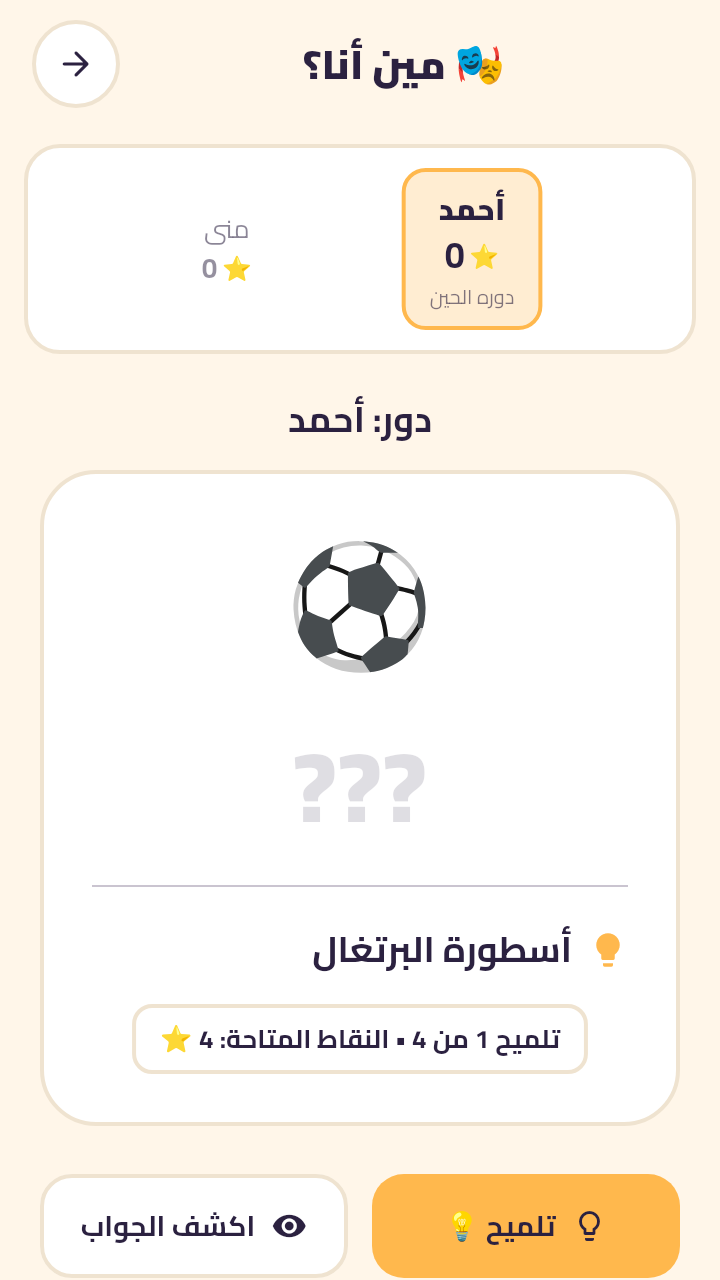 🎭 مين أنا؟
أحمد
⭐ 0
دوره الحين
منى
⭐ 0
دور: أحمد
???
أسطورة البرتغال
تلميح 1 من 4 • النقاط المتاحة: 4 ⭐
تلميح 💡
اكشف الجواب